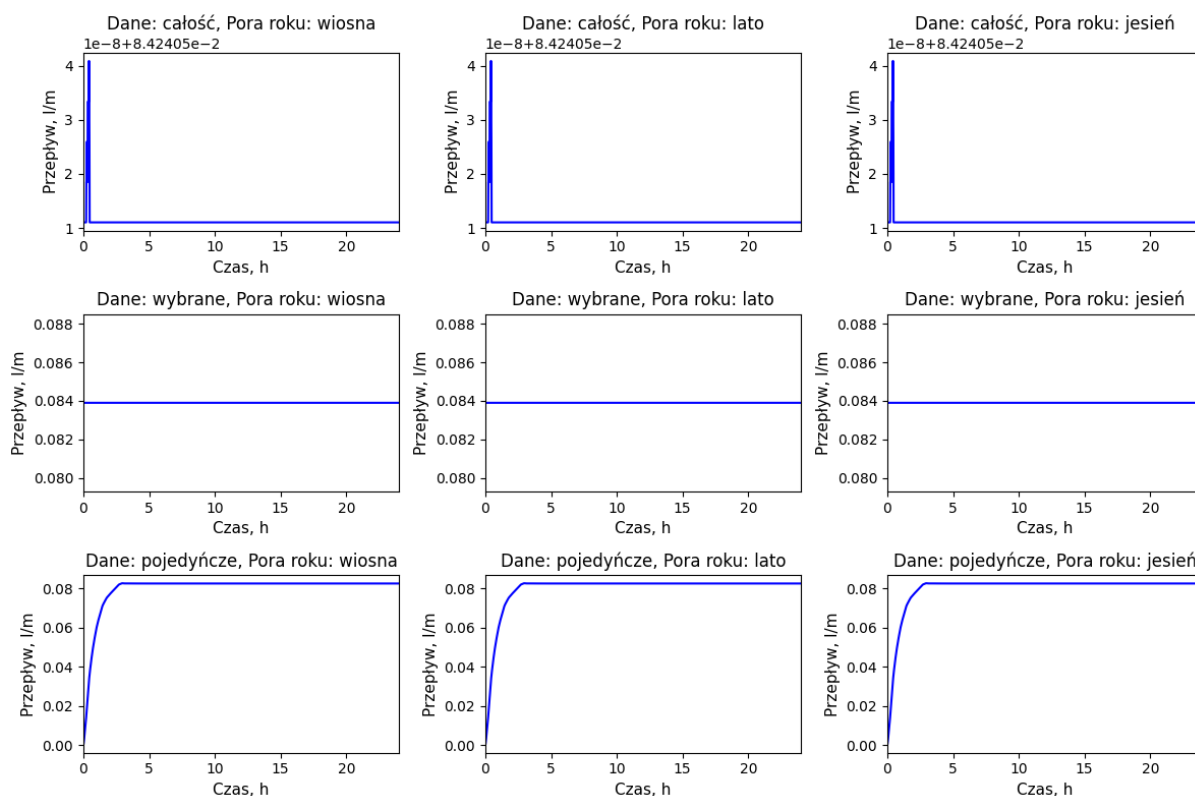 Dane: całość, Pora roku: wiosna
1e-8+8.42405e-2
Przepływ, l/m
4
3
2
1
0 5 10 15 20
Czas, h
Dane: całość, Pora roku: lato
1e-8+8.42405e-2
Przepływ, l/m
4
3
2
1
0 5 10 15 20
Czas, h
Dane: całość, Pora roku: jesień
1e-8+8.42405e-2
Przepływ, l/m
4
3
2
1
0 5 10 15 20
Czas, h
Dane: wybrane, Pora roku: wiosna
Przepływ, l/m
0.088
0.086
0.084
0.082
0.080
0 5 10 15 20
Czas, h
Dane: wybrane, Pora roku: lato
Przepływ, l/m
0.088
0.086
0.084
0.082
0.080
0 5 10 15 20
Czas, h
Dane: wybrane, Pora roku: jesień
Przepływ, l/m
0.088
0.086
0.084
0.082
0.080
0 5 10 15 20
Czas, h
Dane: pojedyńcze, Pora roku: wiosna
Przepływ, l/m
0.08
0.06
0.04
0.02
0.00
0 5 10 15 20
Czas, h
Dane: pojedyńcze, Pora roku: lato
Przepływ, l/m
0.08
0.06
0.04
0.02
0.00
0 5 10 15 20
Czas, h
Dane: pojedyńcze, Pora roku: jesień
Przepływ, l/m
0.08
0.06
0.04
0.02
0.00
0 5 10 15 20
Czas, h